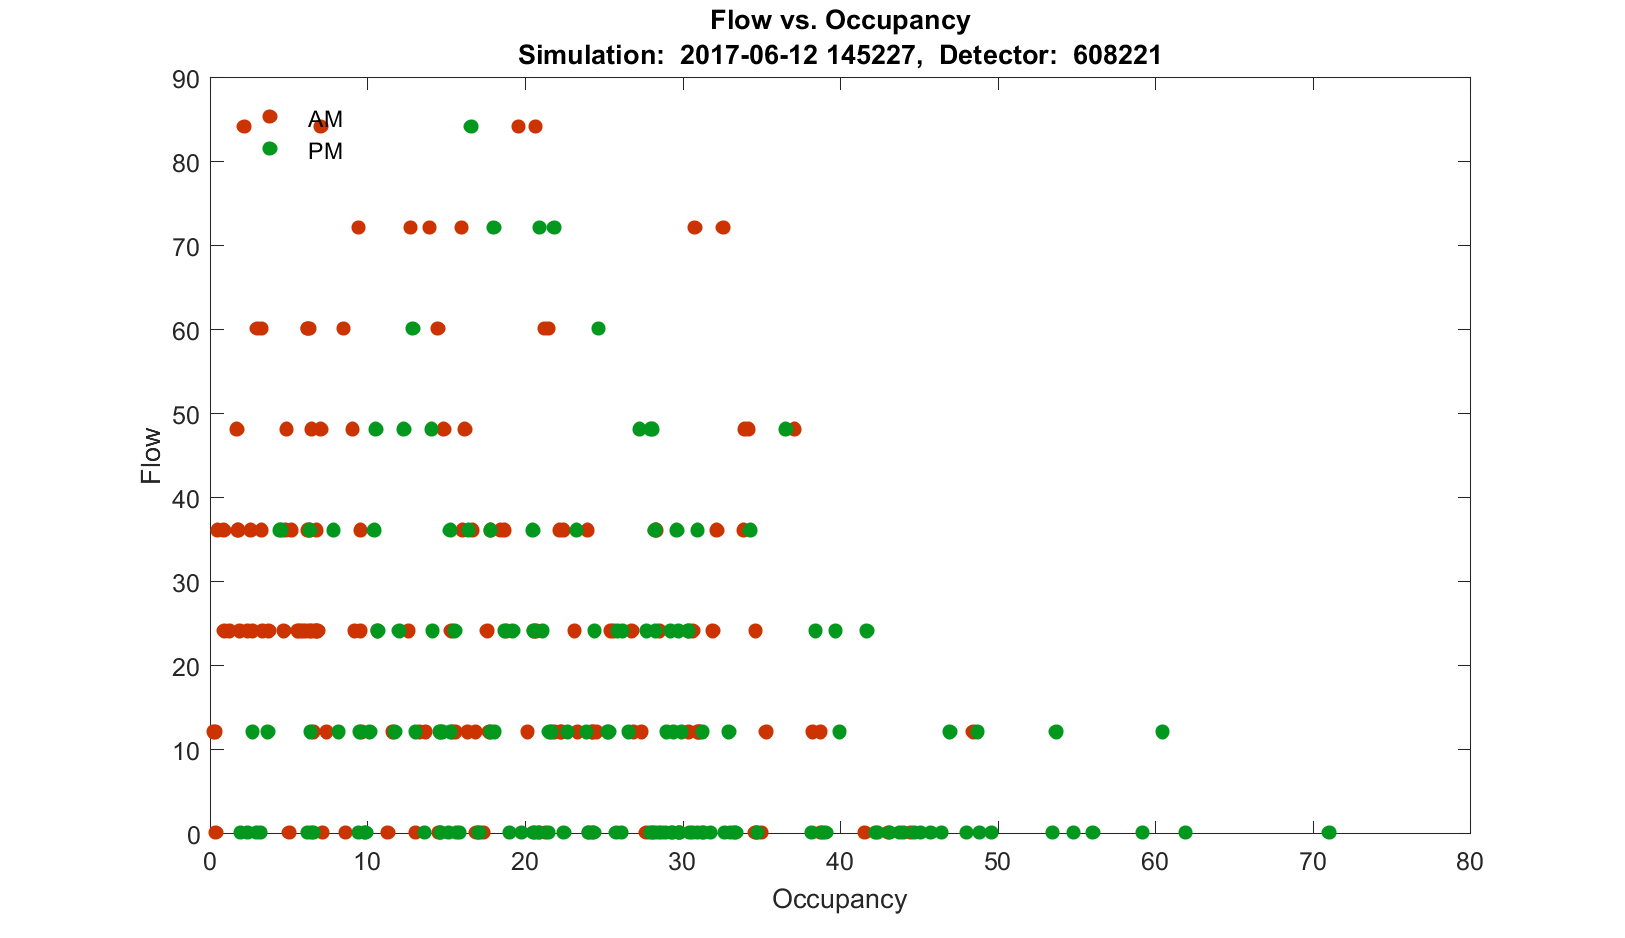 Flow vs. Occupancy
Simulation:  2017-06-12 145227,  Detector:  608221
90
80
70
60
50
40
30
20
10
0
Flow
AM
PM
0 10 20 30 40 50 60 70 80
Occupancy